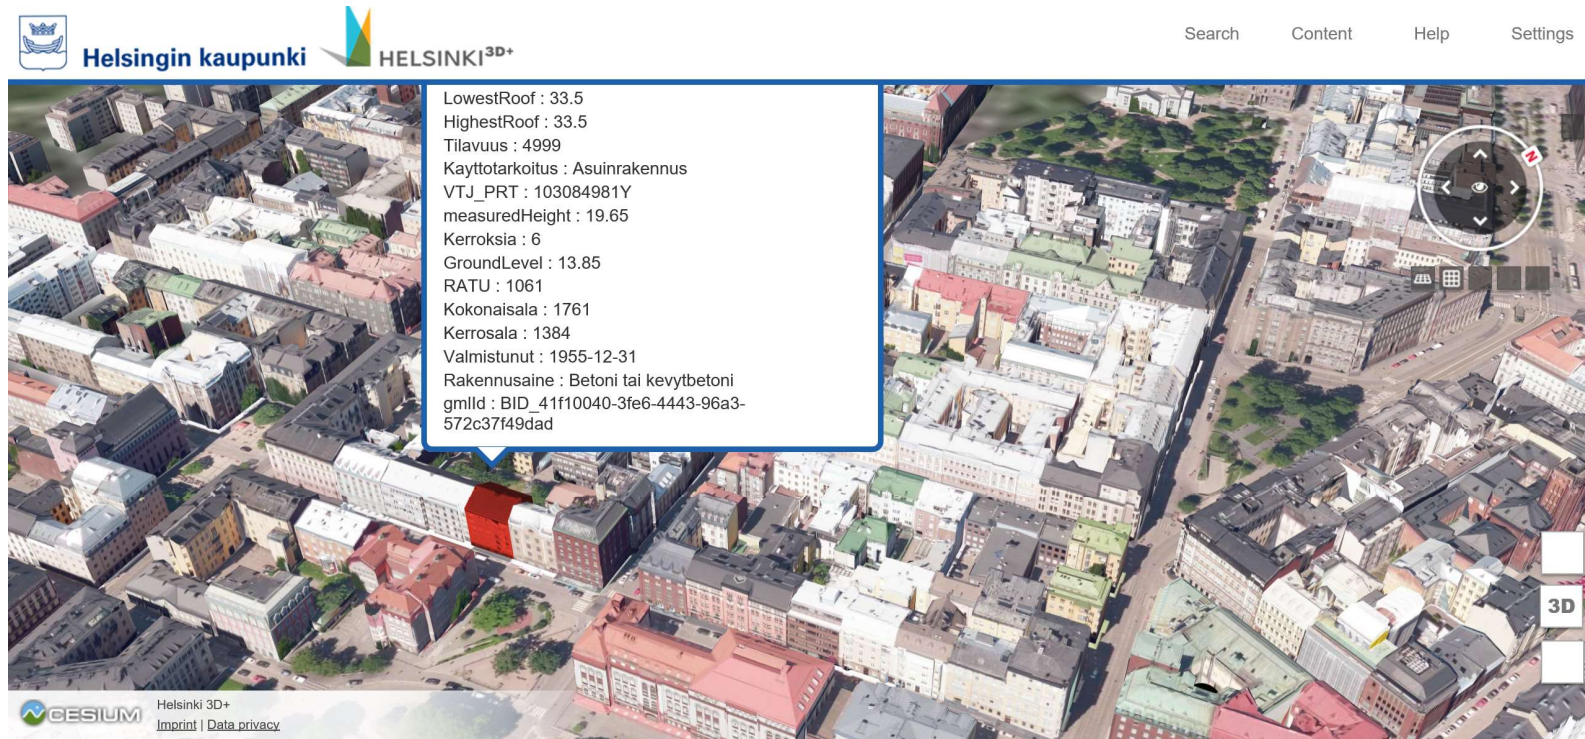 Helsingin kaupunki
HELSINKI3D+
Search Content Help Settings
LowestRoof : 33.5
HighestRoof : 33.5
Tilavuus : 4999
Kayttotarkoitus : Asuinrakennus
VTJ_PRT : 103084981Y
measuredHeight : 19.65
Kerroksia : 6
GroundLevel : 13.85
RATU : 1061
Kokonaisala : 1761
Kerrosala : 1384
Valmistunut : 1955-12-31
Rakennusaine : Betoni tai kevytbetoni
gmlId : BID_41f10040-3fe6-4443-96a3-
572c37f49dad
N
3D
CESIUM
Helsinki 3D+
Imprint | Data privacy